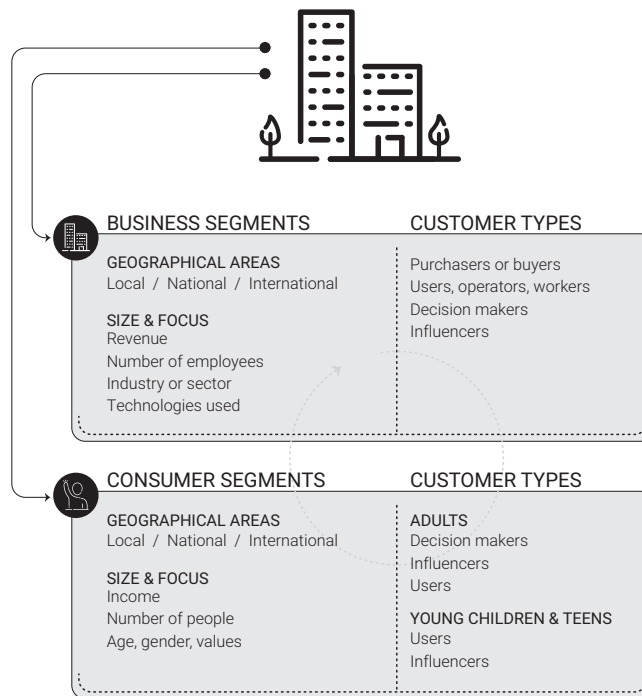 BUSINESS SEGMENTS
GEOGRAPHICAL AREAS
Local / National / International
SIZE & FOCUS
Revenue
Number of employees
Industry or sector
Technologies used
CUSTOMER TYPES
Purchasers or buyers
Users, operators, workers
Decision makers
Influencers
CONSUMER SEGMENTS
GEOGRAPHICAL AREAS
Local / National / International
SIZE & FOCUS
Income
Number of people
Age, gender, values
CUSTOMER TYPES
ADULTS
Decision makers
Influencers
Users
YOUNG CHILDREN & TEENS
Users
Influencers